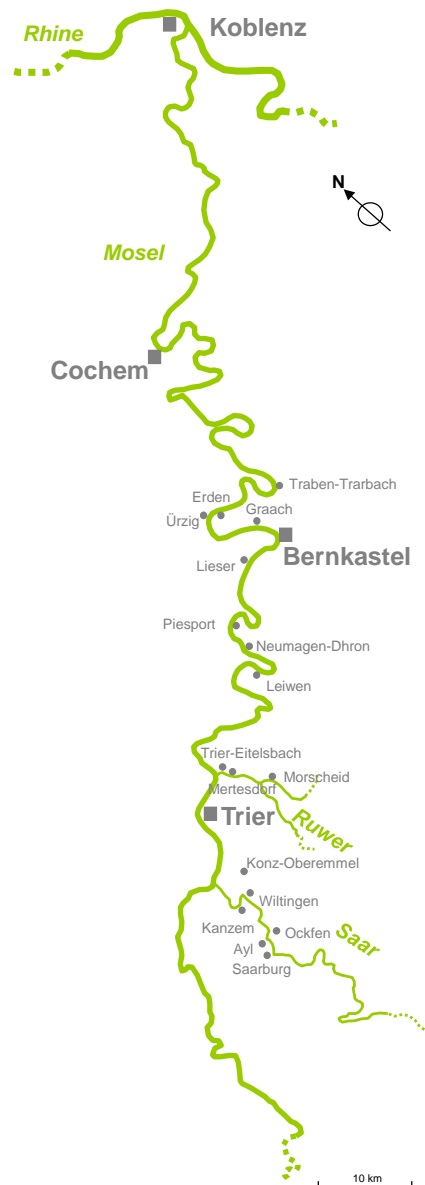 Koblenz
Rhine
N
Mosel
Cochem
Traben-Trarbach
Erden
Graach
Ürzig
Bernkastel
Lieser
Piesport
Neumagen-Dhron
Leiwen
Trier-Eitelsbach
Morscheid
Mertesdorf
Trier
Ruwer
Konz-Oberemmel
Wiltingen
Kanzem
Ockfen
Saar
Ayl
Saarburg
10 km